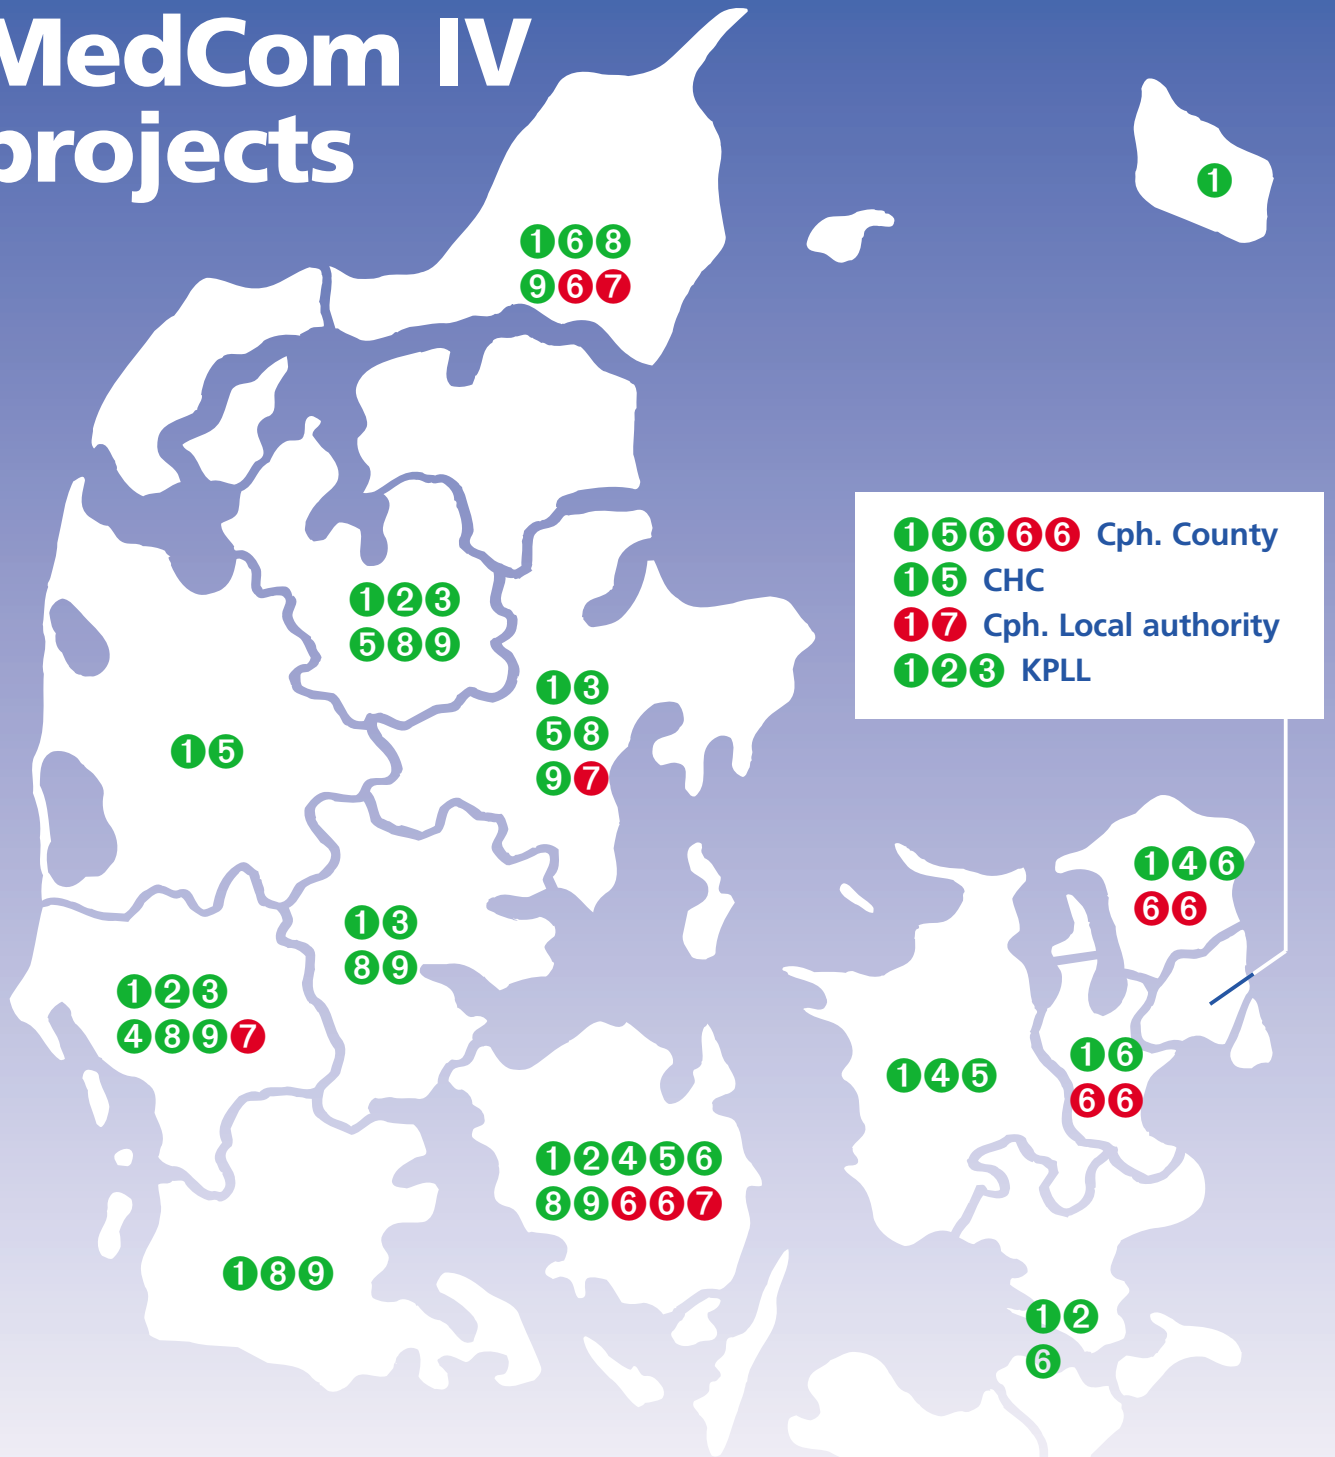 MedCom IV
projects
1
1 6 8
9 6 7
1 5 6 6 6 Cph. County
1 5 CHC
1 7 Cph. Local authority
1 2 3 KPLL
1 2 3
5 8 9
1 3
5 8
9 7
1 5
1 4 6
6 6
1 3
8 9
1 2 3
4 8 9 7
1 6
6 6
1 4 5
1 2 4 5 6
8 9 6 6 7
1 8 9
1 2
6